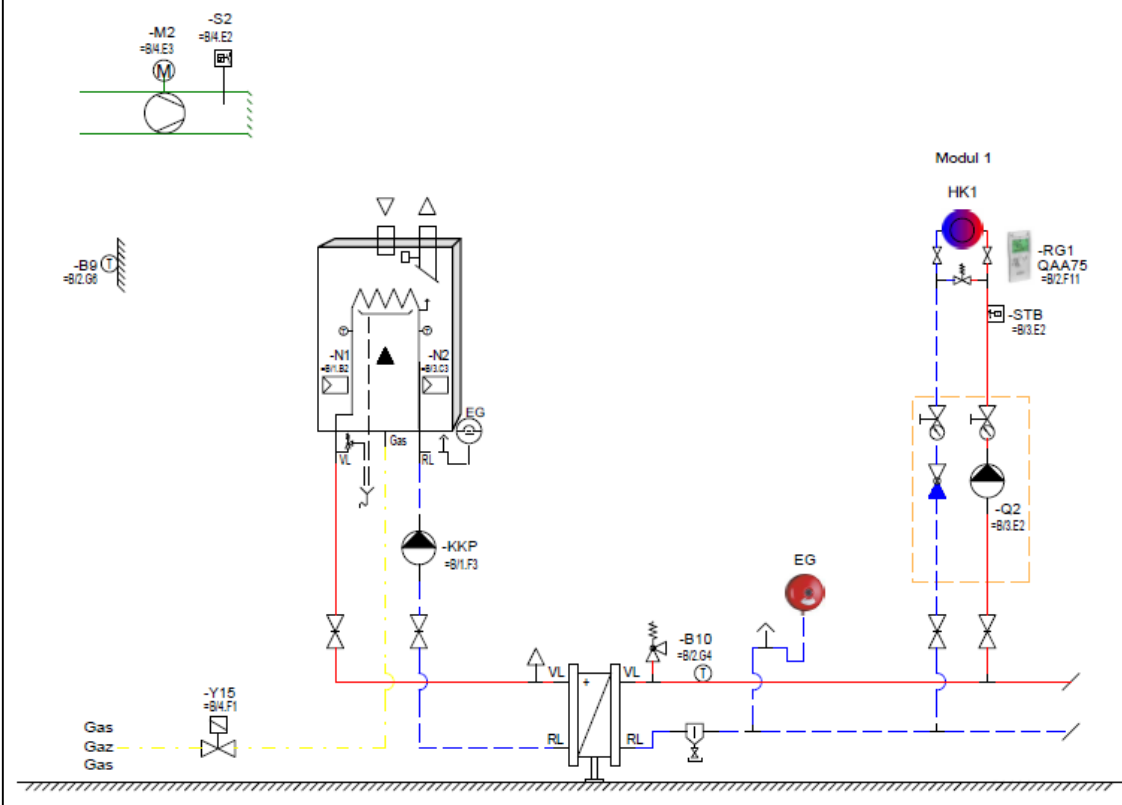 -M2
=B/4.E3
M
-S2
=B/4.E2
-B9
T
=B/2.G6
Modul 1
HK1
-RG1
QAA75
=B/2.F11
-STB
=B/3.E2
-N1
=B/1.B2
-N2
=B/3.C3
EG
VL
Gas
RL
-KKP
=B/1.F3
-Q2
=B/3.E2
EG
-B10
=B/2.G4
T
VL
VL
+
RL
RL
-Y15
=B/4.F1
Gas
Gaz
Gas